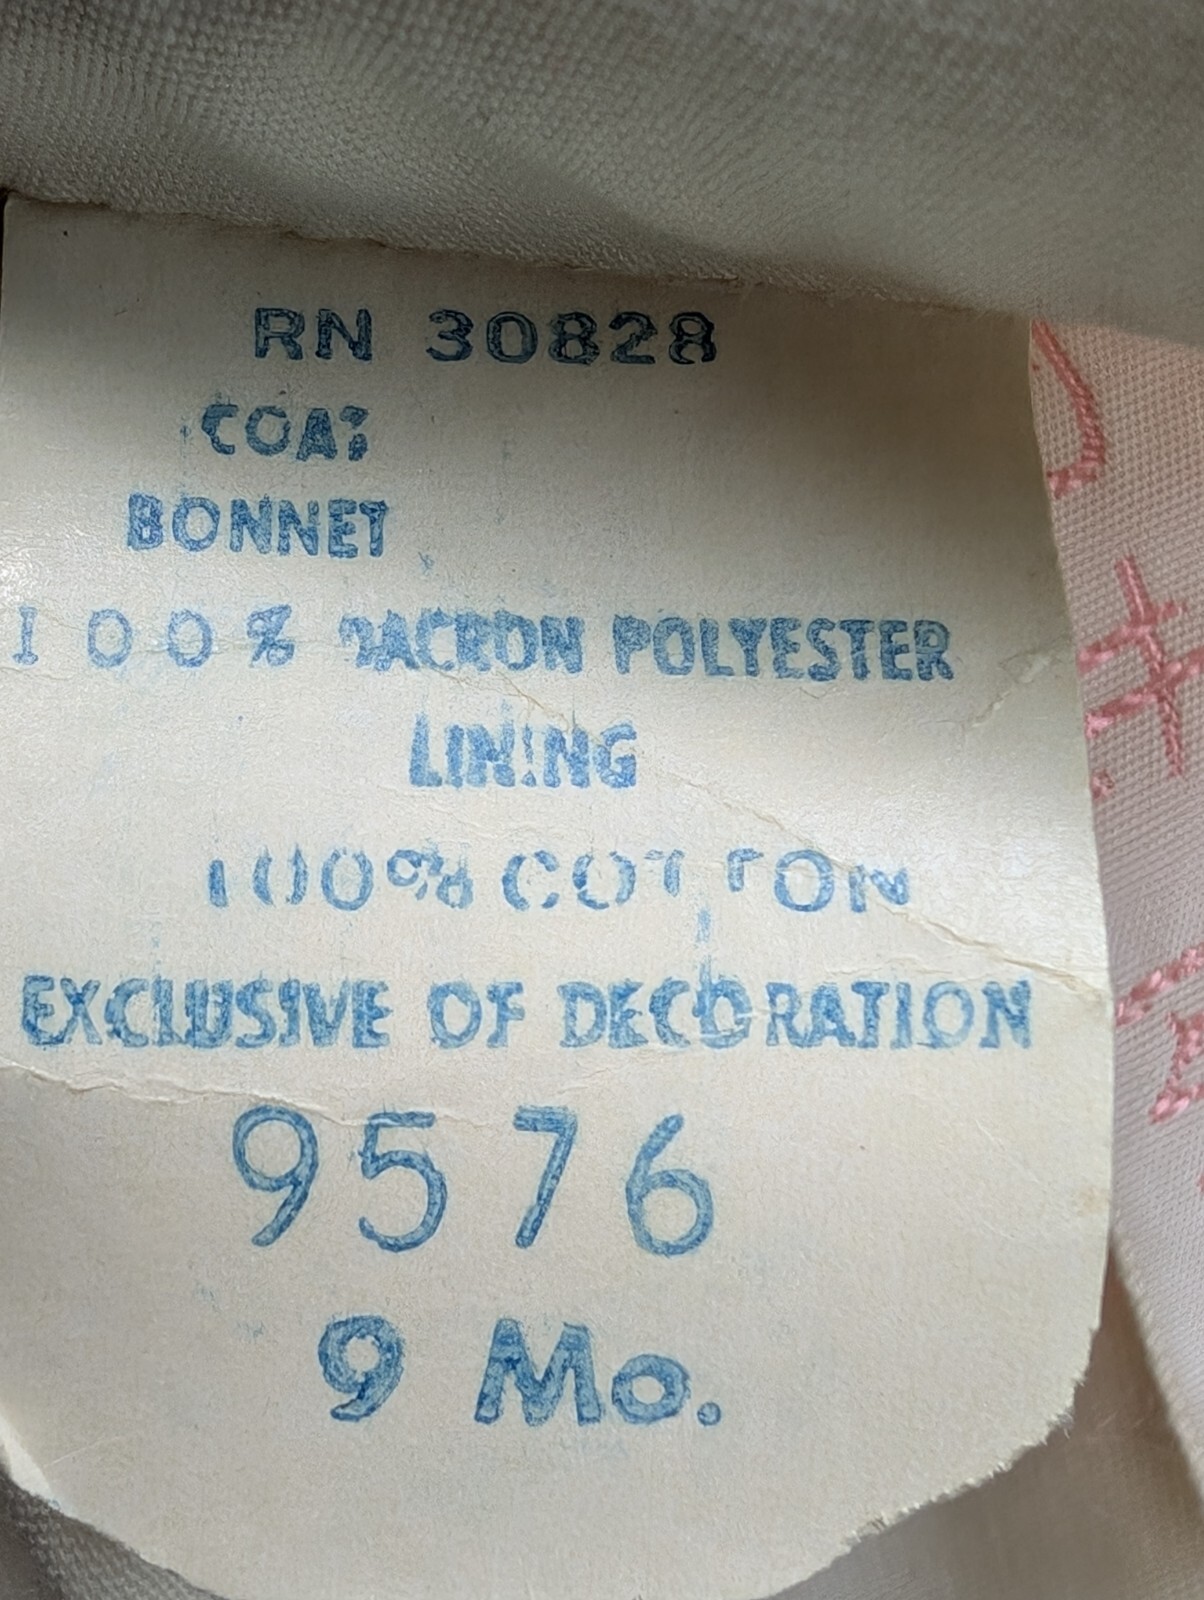 RN 30828
COAT
BONNET
100% DACRON POLYESTER
LINING
100% COTTON
EXCLUSIVE OF DECORATION
9576
9 Mo.